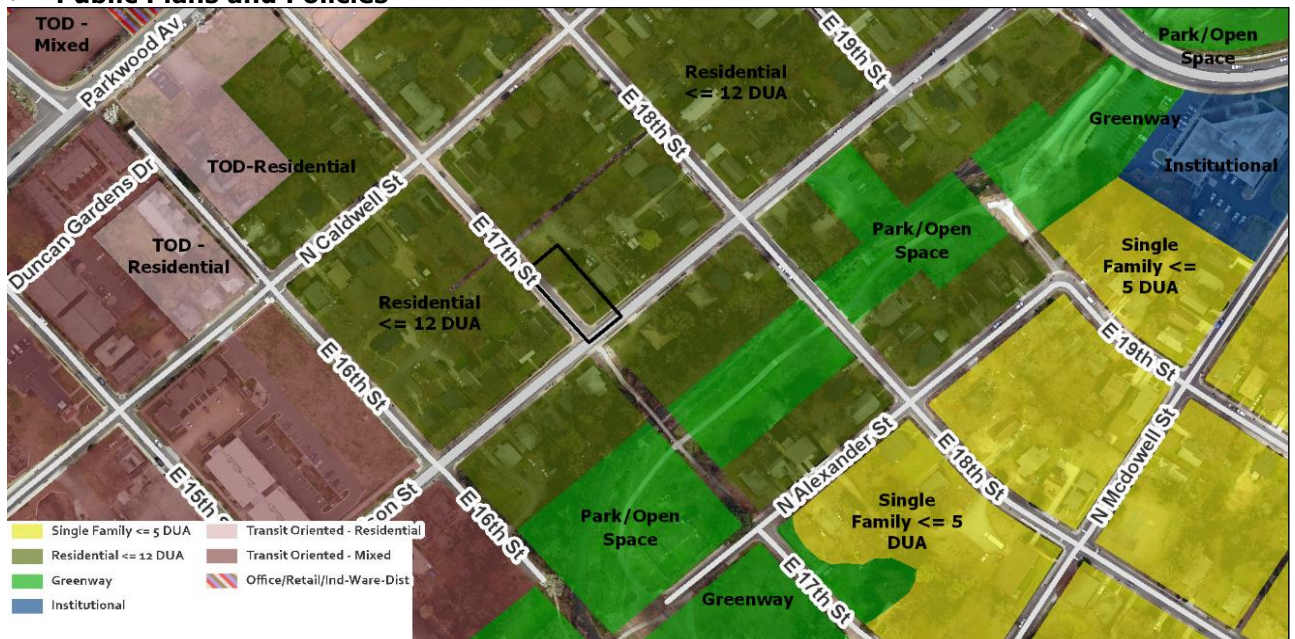 Public Plans and Policies
TOD -
Mixed
Parkwood Av.
E 19th St
Park/Open
Space
Residential
<= 12 DUA
E 18th St
Greenway
Institutional
TOD-Residential
N Caldwell St
Duncan Gardens Dr
E 17th St
TOD -
Residential
Park/Open
Space
Single
Family <=
5 DUA
Residential
<= 12 DUA
E 19th St
E 16th St
N Alexander St
E 18th St
N Mcdowell St
E 15th
E 16th St
Park/Open
Space
Single
Family <= 5
DUA
E 17th St
Greenway
Single Family <= 5 DUA
Residential <= 12 DUA
Greenway
Institutional
Transit Oriented - Residential
Transit Oriented - Mixed
Office/Retail/Ind-Ware-Dist